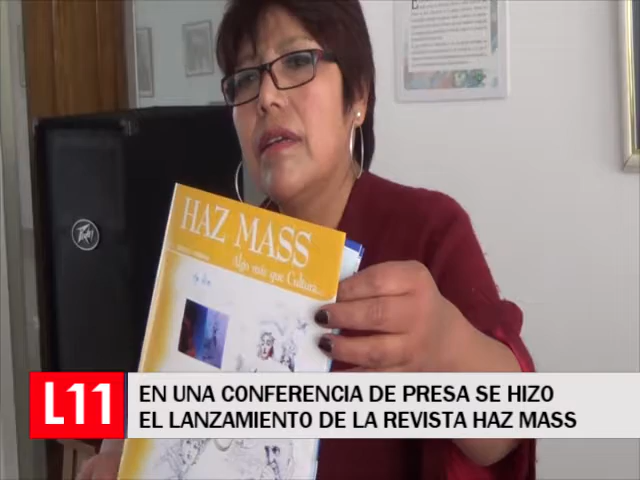 HAZ MASS
Algo más que Cultura...
L11
EN UNA CONFERENCIA DE PRESA SE HIZO
EL LANZAMIENTO DE LA REVISTA HAZ MASS